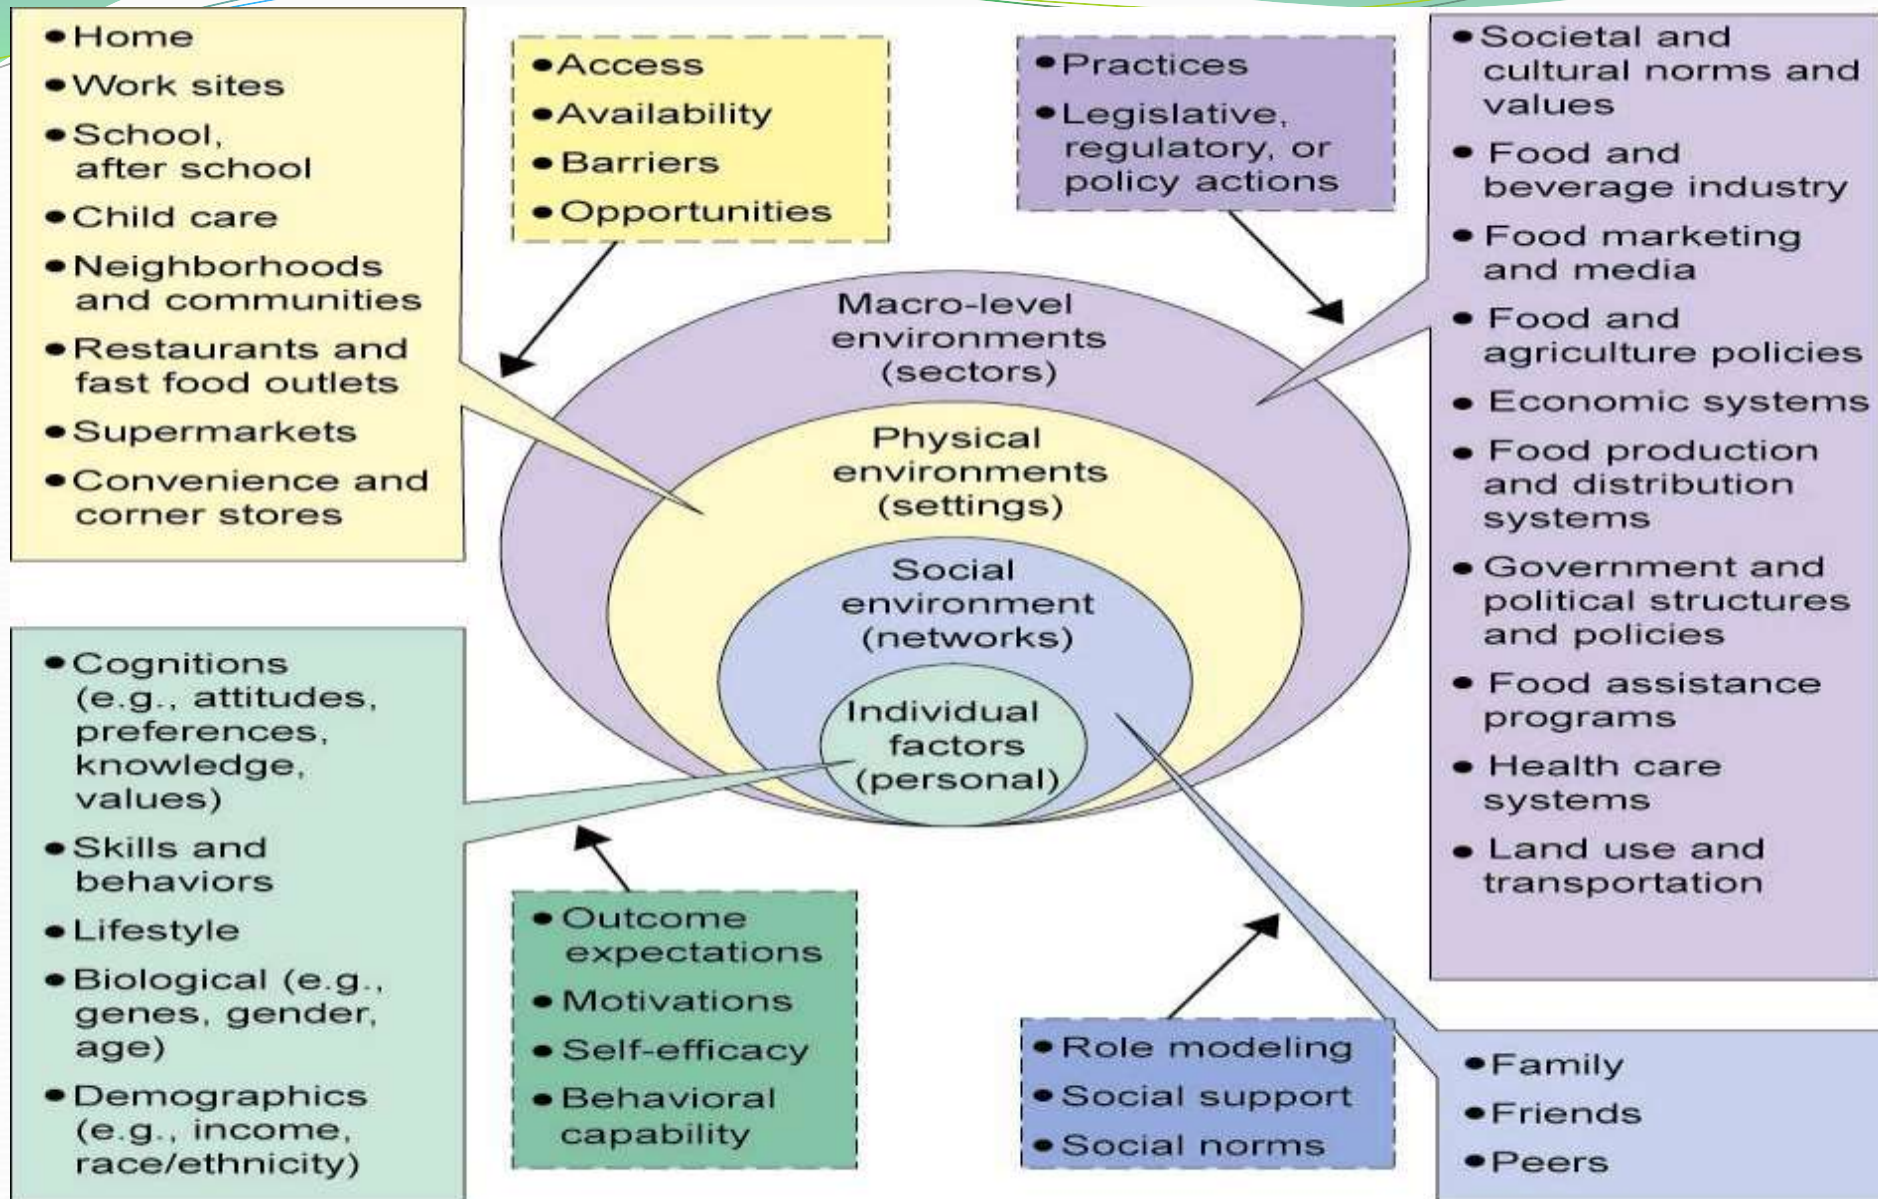 • Home
• Work sites
• School,
after school
• Child care
• Neighborhoods
and communities
• Restaurants and
fast food outlets
• Supermarkets
• Convenience and
corner stores
• Access
• Availability
• Barriers
• Opportunities
• Practices
• Legislative,
regulatory, or
policy actions
• Societal and
cultural norms and
values
• Food and
beverage industry
• Food marketing
and media
• Food and
agriculture policies
• Economic systems
• Food production
and distribution
systems
• Government and
political structures
and policies
• Food assistance
programs
• Health care
systems
• Land use and
transportation
Macro-level
environments
(sectors)
Physical
environments
(settings)
Social
environment
(networks)
Individual
factors
(personal)
• Cognitions
(e.g., attitudes,
preferences,
knowledge,
values)
• Skills and
behaviors
• Lifestyle
• Biological (e.g.,
genes, gender,
age)
• Demographics
(e.g., income,
race/ethnicity)
• Outcome
expectations
• Motivations
• Self-efficacy
• Behavioral
capability
• Role modeling
• Social support
• Social norms
• Family
• Friends
• Peers